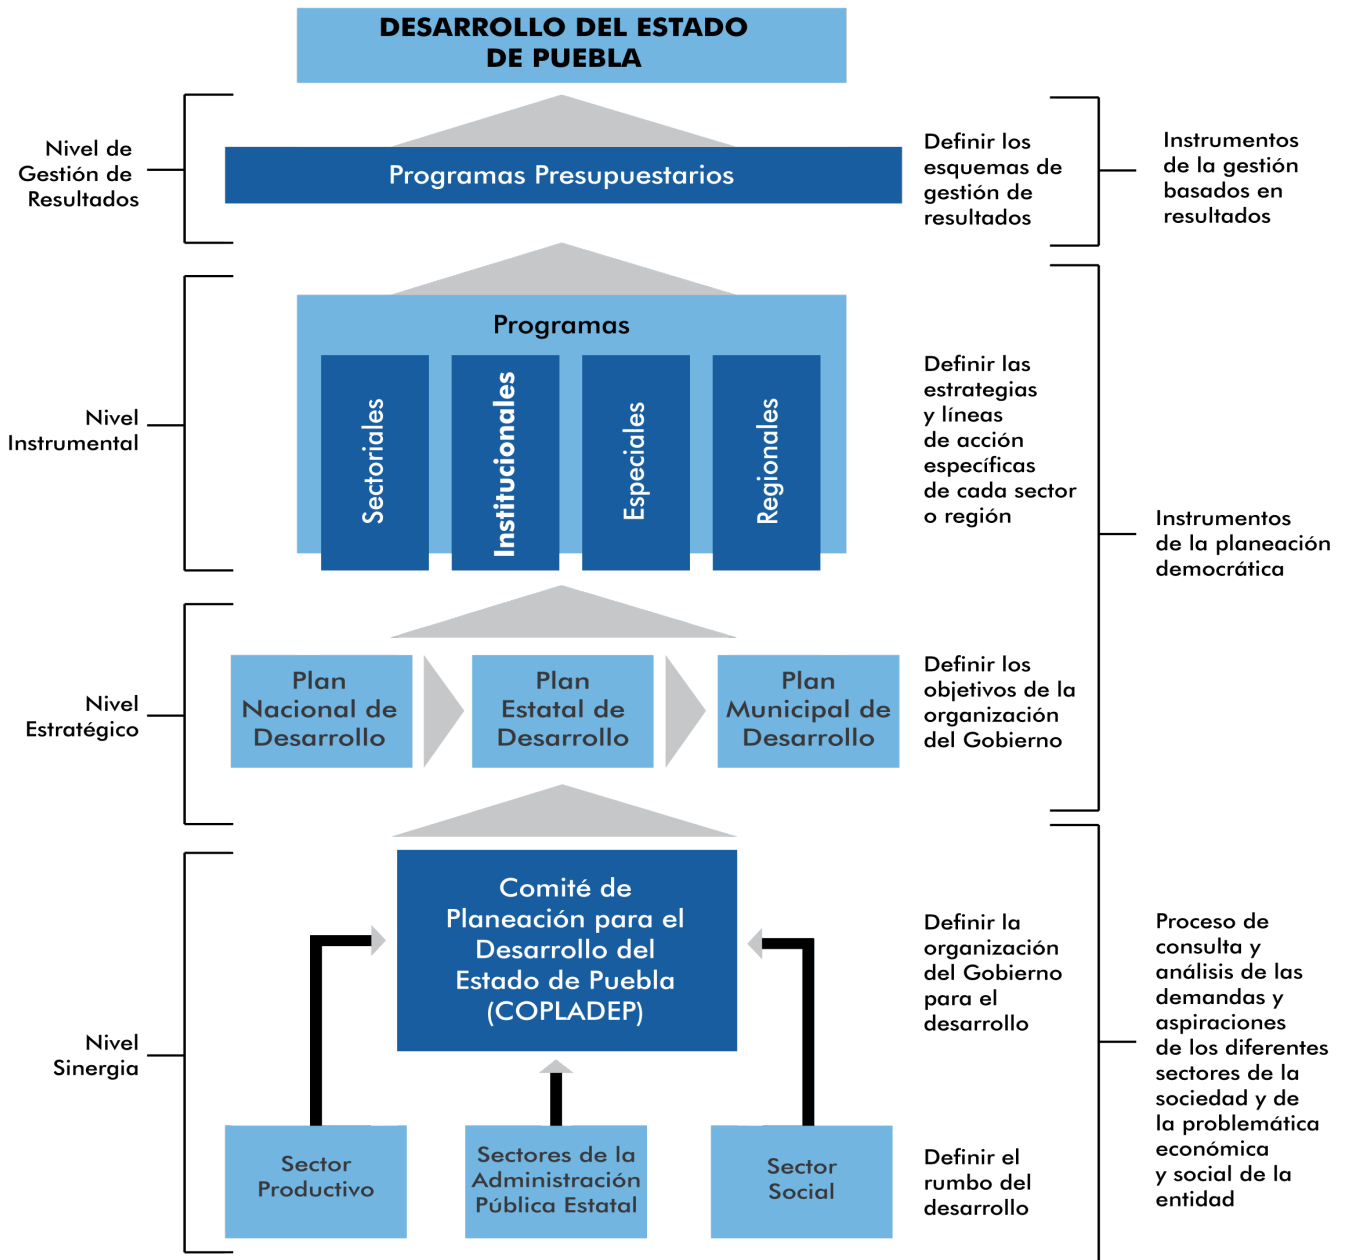 DESARROLLO DEL ESTADO
DE PUEBLA
Nivel de
Gestión de
Resultados
Programas Presupuestarios
Definir los
esquemas de
gestión de
resultados
Instrumentos
de la gestión
basados en
resultados
Nivel
Instrumental
Programas
Sectoriales
Institucionales
Especiales
Regionales
Definir las
estrategias
y líneas
de acción
específicas
de cada sector
o región
Instrumentos
de la planeación
democrática
Nivel
Estratégico
Plan
Nacional de
Desarrollo
Plan
Estatal de
Desarrollo
Plan
Municipal de
Desarrollo
Definir los
objetivos de la
organización
del Gobierno
Nivel
Sinergia
Comité de
Planeación para el
Desarrollo del
Estado de Puebla
(COPLADEP)
Definir la
organización
del Gobierno
para el
desarrollo
Proceso de
consulta y
análisis de las
demandas y
aspiraciones
de los diferentes
sectores de la
sociedad y de
la problemática
económica
y social de la
entidad
Sector
Productivo
Sectores de la
Administración
Pública Estatal
Sector
Social
Definir el
rumbo del
desarrollo